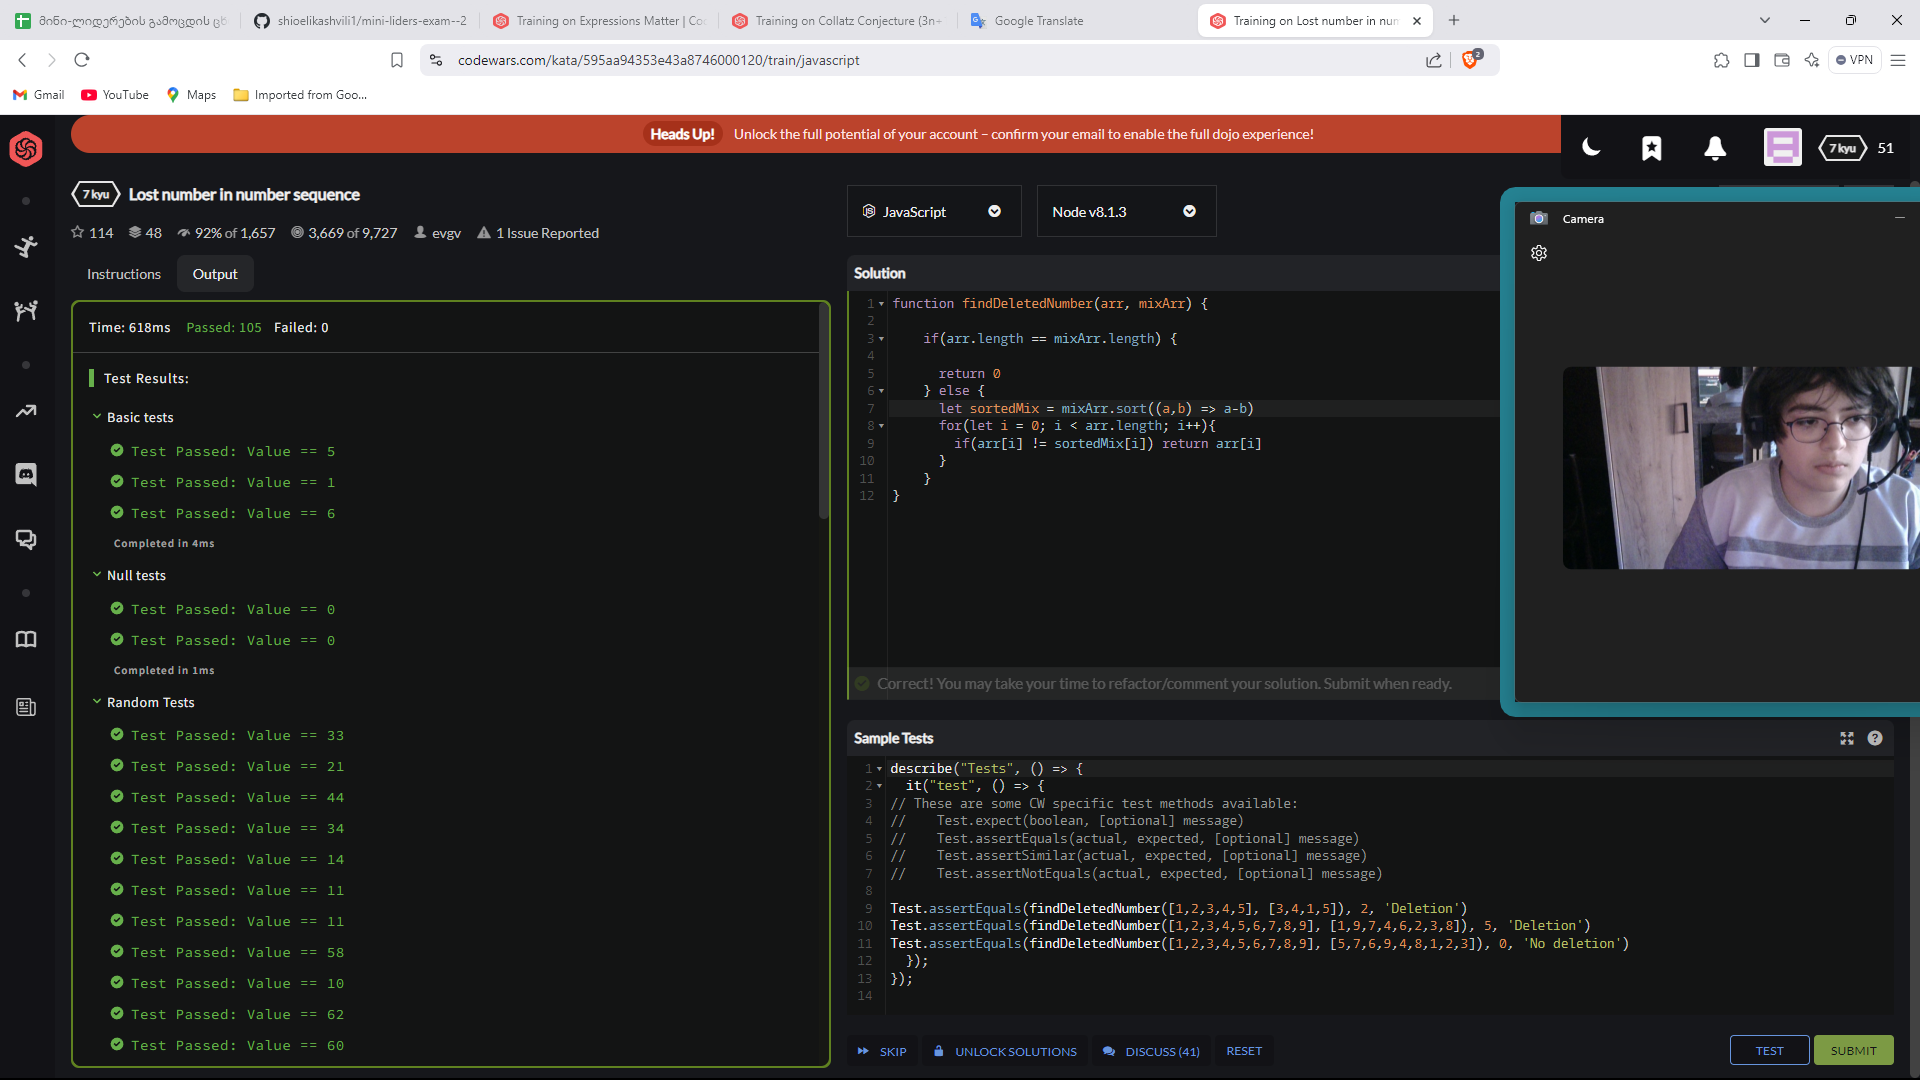 მინი-ლიდერების გამოცდის ცხ
shioelikashvili1/mini-liders-exam--2
Training on Expressions Matter | Co
Training on Collatz Conjecture (3n+
Google Translate
Training on Lost number in num
codewars.com/kata/595aa94353e43a8746000120/train/javascript
2
VPN
Gmail
YouTube
Maps
Imported from Goo...
Heads Up!
Unlock the full potential of your account – confirm your email to enable the full dojo experience!
7 kyu
51
7 kyu
Lost number in number sequence
114
48
92% of 1,657
3,669 of 9,727
evgv
1 Issue Reported
JavaScript
Node v8.1.3
Camera
Instructions
Output
Time: 618ms Passed: 105 Failed: 0
Test Results:
Basic tests
Test Passed: Value == 5
Test Passed: Value == 1
Test Passed: Value == 6
Completed in 4ms
Null tests
Test Passed: Value == 0
Test Passed: Value == 0
Completed in 1ms
Random Tests
Test Passed: Value == 33
Test Passed: Value == 21
Test Passed: Value == 44
Test Passed: Value == 34
Test Passed: Value == 14
Test Passed: Value == 11
Test Passed: Value == 11
Test Passed: Value == 58
Test Passed: Value == 10
Test Passed: Value == 62
Test Passed: Value == 60
Solution
1 function findDeletedNumber(arr, mixArr) {
2
3 if(arr.length == mixArr.length) {
4
5 return 0
6 } else {
7 let sortedMix = mixArr.sort((a,b) => a-b)
8 for(let i = 0; i < arr.length; i++){
9 if(arr[i] != sortedMix[i]) return arr[i]
10 }
11 }
12 }
Correct! You may take your time to refactor/comment your solution. Submit when ready.
Sample Tests
1 describe("Tests", () => {
2 it("test", () => {
3 // These are some CW specific test methods available:
4 // Test.expect(boolean, [optional] message)
5 // Test.assertEquals(actual, expected, [optional] message)
6 // Test.assertSimilar(actual, expected, [optional] message)
7 // Test.assertNotEquals(actual, expected, [optional] message)
8
9 Test.assertEquals(findDeletedNumber([1,2,3,4,5], [3,4,1,5]), 2, 'Deletion')
10 Test.assertEquals(findDeletedNumber([1,2,3,4,5,6,7,8,9], [1,9,7,4,6,2,3,8]), 5, 'Deletion')
11 Test.assertEquals(findDeletedNumber([1,2,3,4,5,6,7,8,9], [5,7,6,9,4,8,1,2,3]), 0, 'No deletion')
12 });
13 });
14
SKIP
UNLOCK SOLUTIONS
DISCUSS (41)
RESET
TEST
SUBMIT